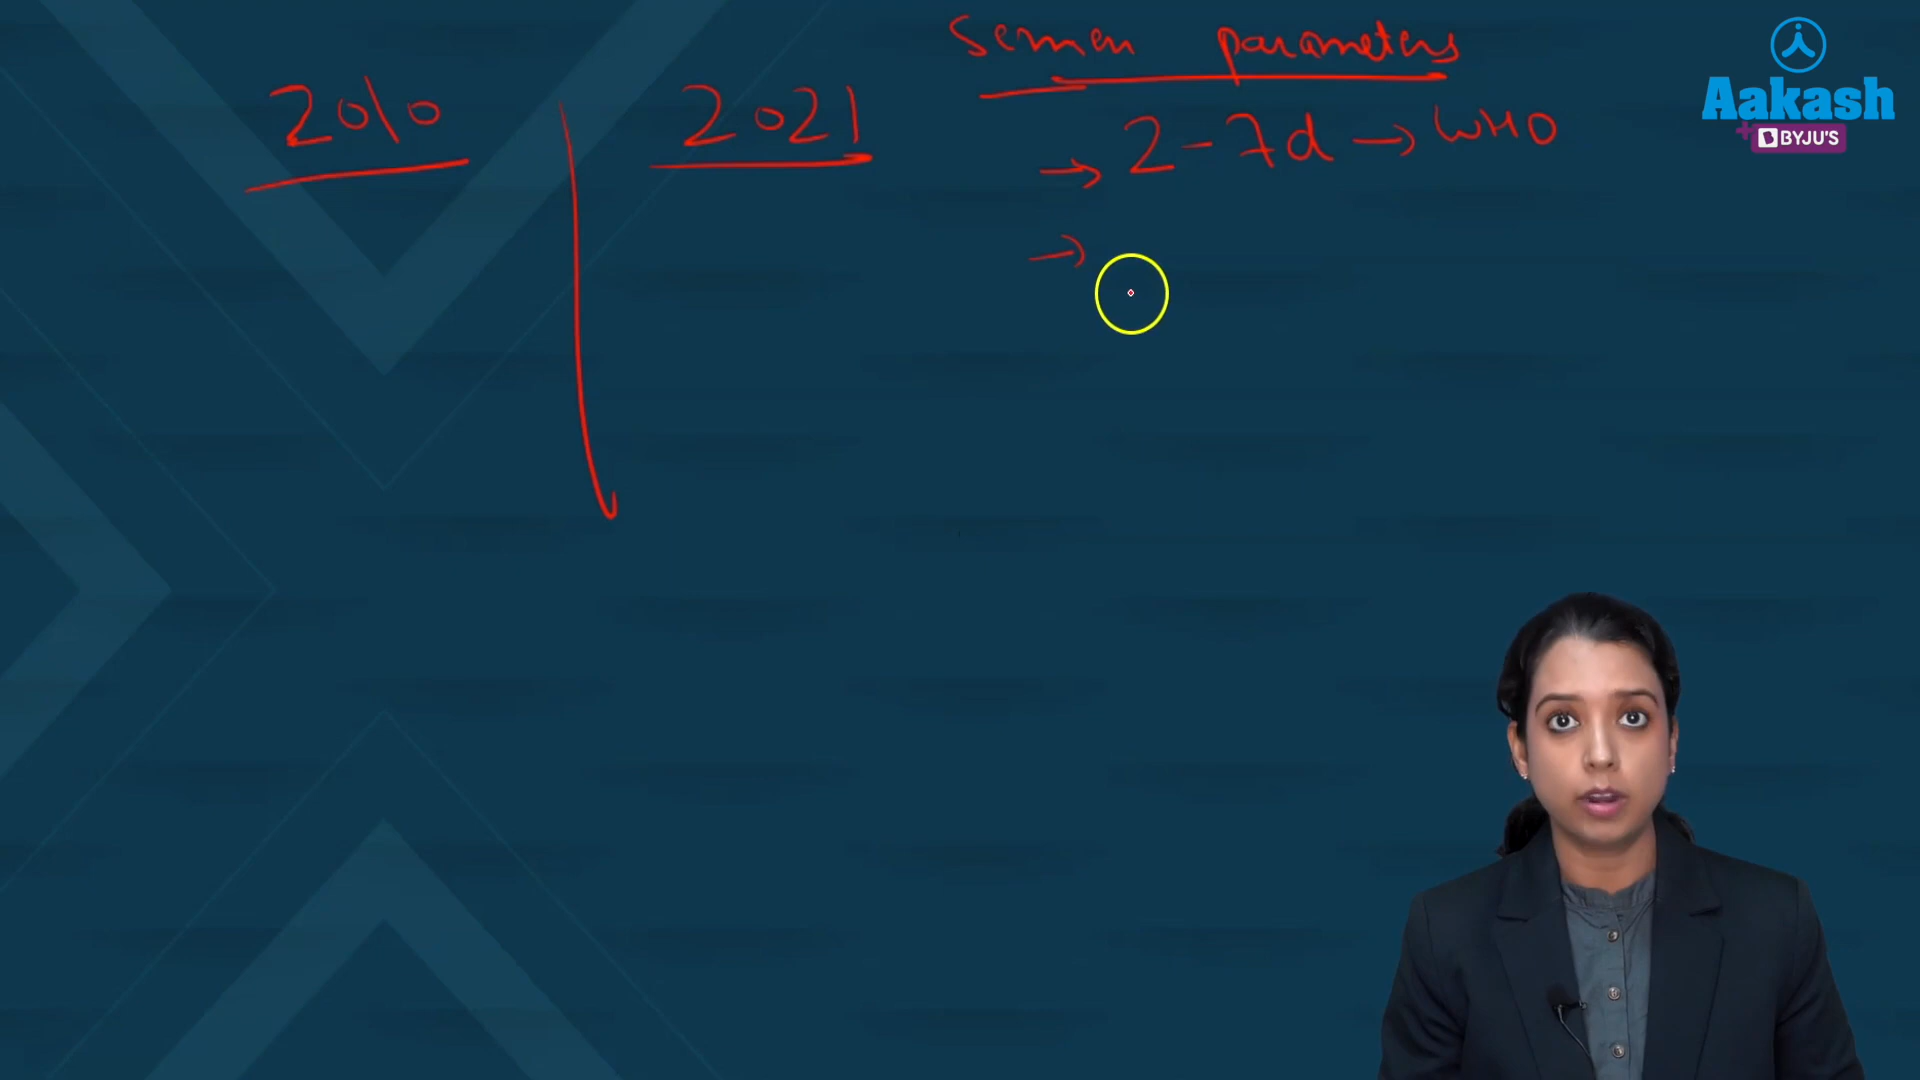 Semen parameters
2010
2021
→ 2-7d → WHO
→
Aakash
+ BYJU'S